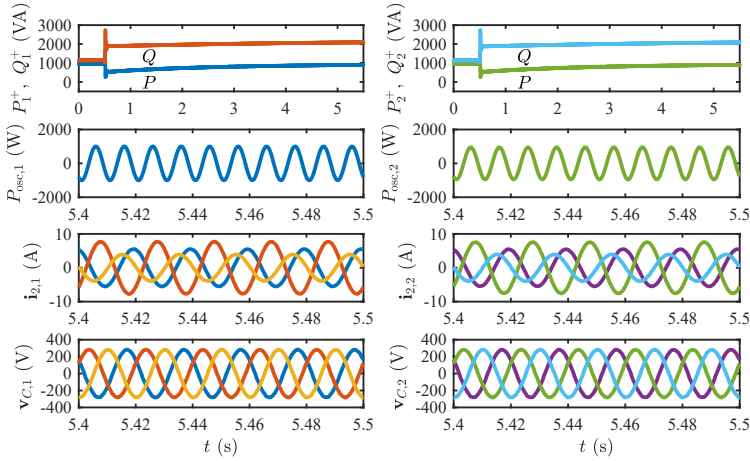 P₁⁺, Q₁⁺ (VA)
3000
2000
1000
0
Q
P
0 1 2 3 4 5
P₂⁺, Q₂⁺ (VA)
3000
2000
1000
0
Q
P
0 1 2 3 4 5
P_osc,1 (W)
2000
0
-2000
5.4 5.42 5.44 5.46 5.48 5.5
P_osc,2 (W)
2000
0
-2000
5.4 5.42 5.44 5.46 5.48 5.5
i_2,1 (A)
10
0
-10
5.4 5.42 5.44 5.46 5.48 5.5
i_2,2 (A)
10
0
-10
5.4 5.42 5.44 5.46 5.48 5.5
v_C,1 (V)
400
200
0
-200
-400
5.4 5.42 5.44 5.46 5.48 5.5
t (s)
v_C,2 (V)
400
200
0
-200
-400
5.4 5.42 5.44 5.46 5.48 5.5
t (s)